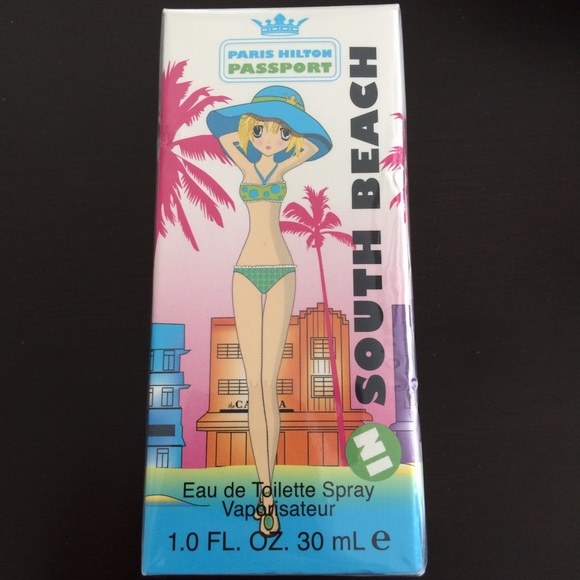 PARIS HILTON
PASSPORT
IN
SOUTH BEACH
Eau de Toilette Spray
Vaporisateur
1.0 FL. OZ. 30 mL e